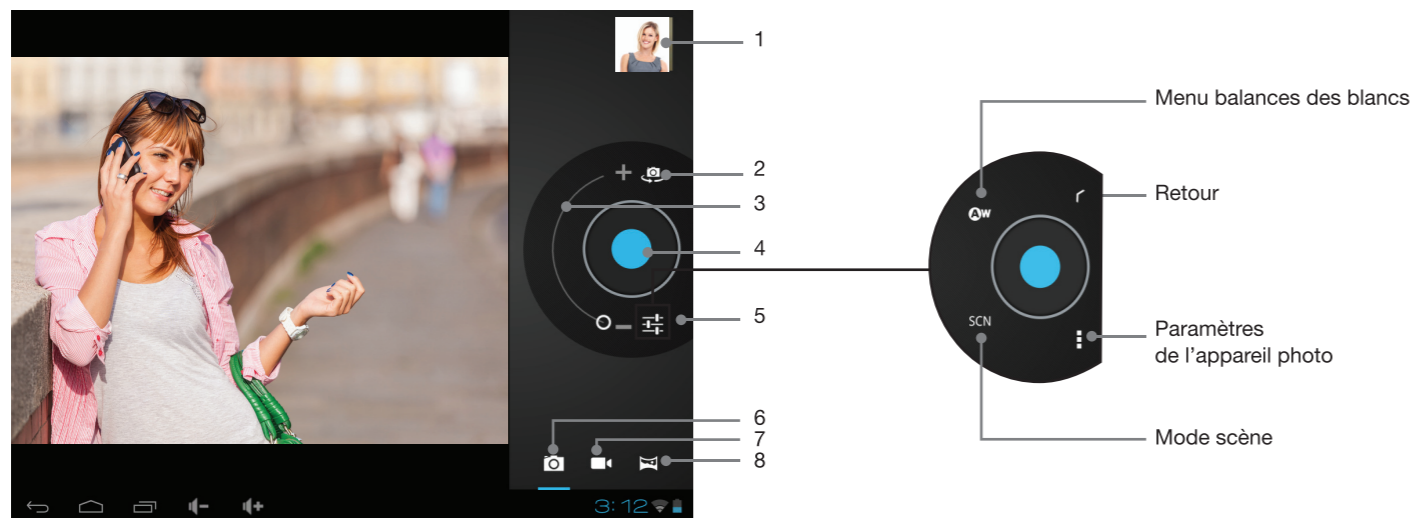 1
2
3
4
5
6
7
8
3:12
Menu balances des blancs
AW
Retour
SCN
Paramètres
de l’appareil photo
Mode scène